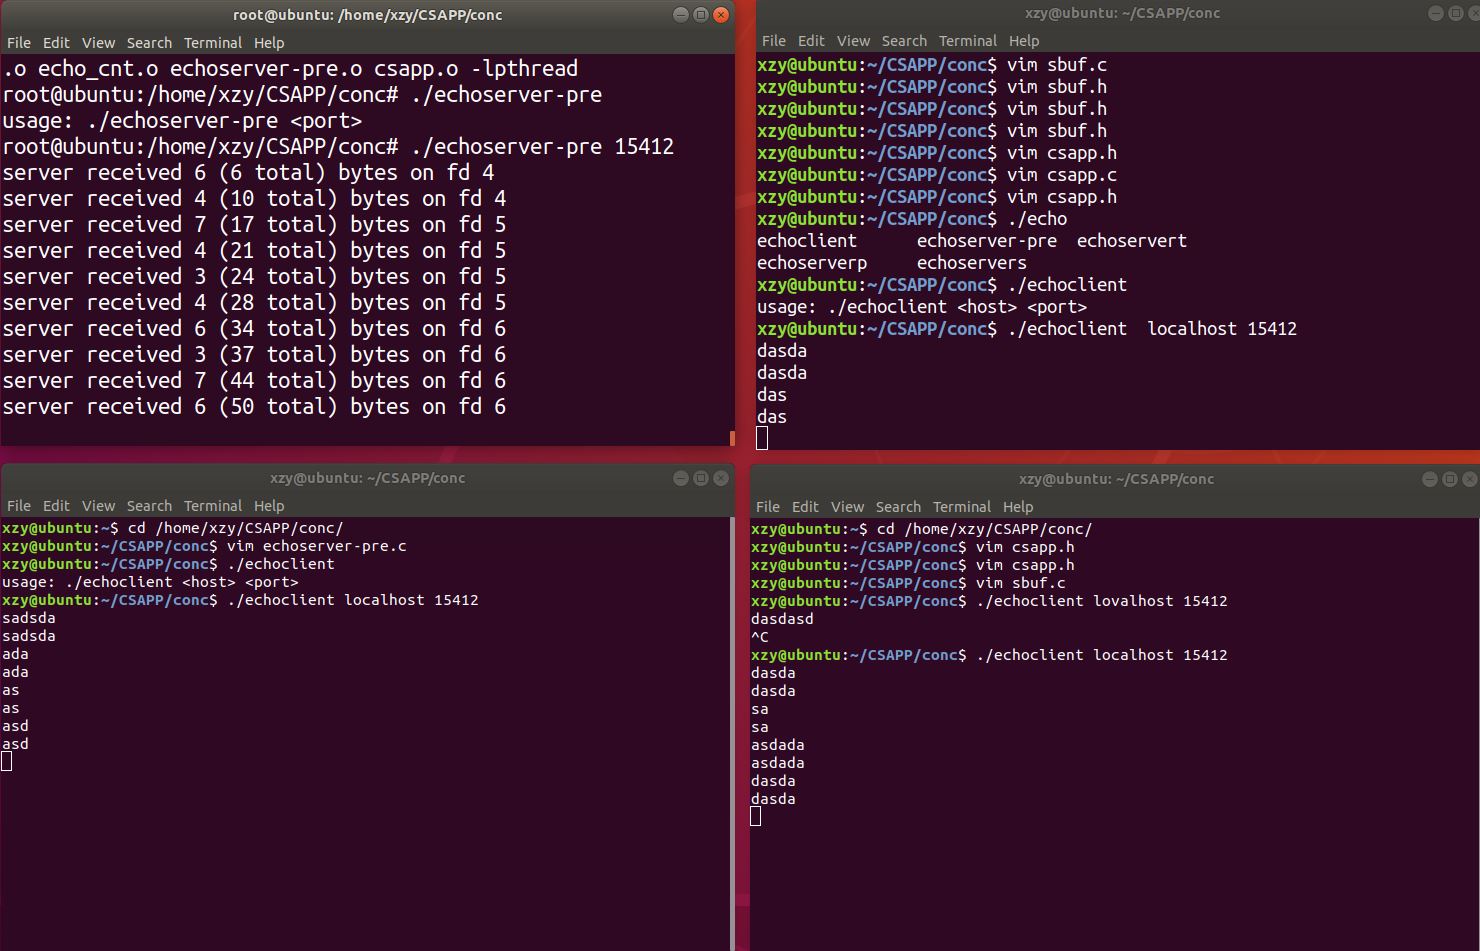 root@ubuntu: /home/xzy/CSAPP/conc
File Edit View Search Terminal Help
.o echo_cnt.o echoserver-pre.o csapp.o -lpthread
root@ubuntu:/home/xzy/CSAPP/conc# ./echoserver-pre
usage: ./echoserver-pre <port>
root@ubuntu:/home/xzy/CSAPP/conc# ./echoserver-pre 15412
server received 6 (6 total) bytes on fd 4
server received 4 (10 total) bytes on fd 4
server received 7 (17 total) bytes on fd 5
server received 4 (21 total) bytes on fd 5
server received 3 (24 total) bytes on fd 5
server received 4 (28 total) bytes on fd 5
server received 6 (34 total) bytes on fd 6
server received 3 (37 total) bytes on fd 6
server received 7 (44 total) bytes on fd 6
server received 6 (50 total) bytes on fd 6
xzy@ubuntu: ~/CSAPP/conc
File Edit View Search Terminal Help
xzy@ubuntu:~/CSAPP/conc$ vim sbuf.c
xzy@ubuntu:~/CSAPP/conc$ vim sbuf.h
xzy@ubuntu:~/CSAPP/conc$ vim sbuf.h
xzy@ubuntu:~/CSAPP/conc$ vim sbuf.h
xzy@ubuntu:~/CSAPP/conc$ vim csapp.h
xzy@ubuntu:~/CSAPP/conc$ vim csapp.c
xzy@ubuntu:~/CSAPP/conc$ vim csapp.h
xzy@ubuntu:~/CSAPP/conc$ ./echo
echoclient      echoserver-pre  echoservert
echoserverp     echoservers
xzy@ubuntu:~/CSAPP/conc$ ./echoclient
usage: ./echoclient <host> <port>
xzy@ubuntu:~/CSAPP/conc$ ./echoclient  localhost 15412
dasda
dasda
das
das
xzy@ubuntu: ~/CSAPP/conc
File Edit View Search Terminal Help
xzy@ubuntu:~$ cd /home/xzy/CSAPP/conc/
xzy@ubuntu:~/CSAPP/conc$ vim echoserver-pre.c
xzy@ubuntu:~/CSAPP/conc$ ./echoclient
usage: ./echoclient <host> <port>
xzy@ubuntu:~/CSAPP/conc$ ./echoclient localhost 15412
sadsda
sadsda
ada
ada
as
as
asd
asd
xzy@ubuntu: ~/CSAPP/conc
File Edit View Search Terminal Help
xzy@ubuntu:~$ cd /home/xzy/CSAPP/conc/
xzy@ubuntu:~/CSAPP/conc$ vim csapp.h
xzy@ubuntu:~/CSAPP/conc$ vim csapp.h
xzy@ubuntu:~/CSAPP/conc$ vim sbuf.c
xzy@ubuntu:~/CSAPP/conc$ ./echoclient lovalhost 15412
dasdasd
^C
xzy@ubuntu:~/CSAPP/conc$ ./echoclient localhost 15412
dasda
dasda
sa
sa
asdada
asdada
dasda
dasda